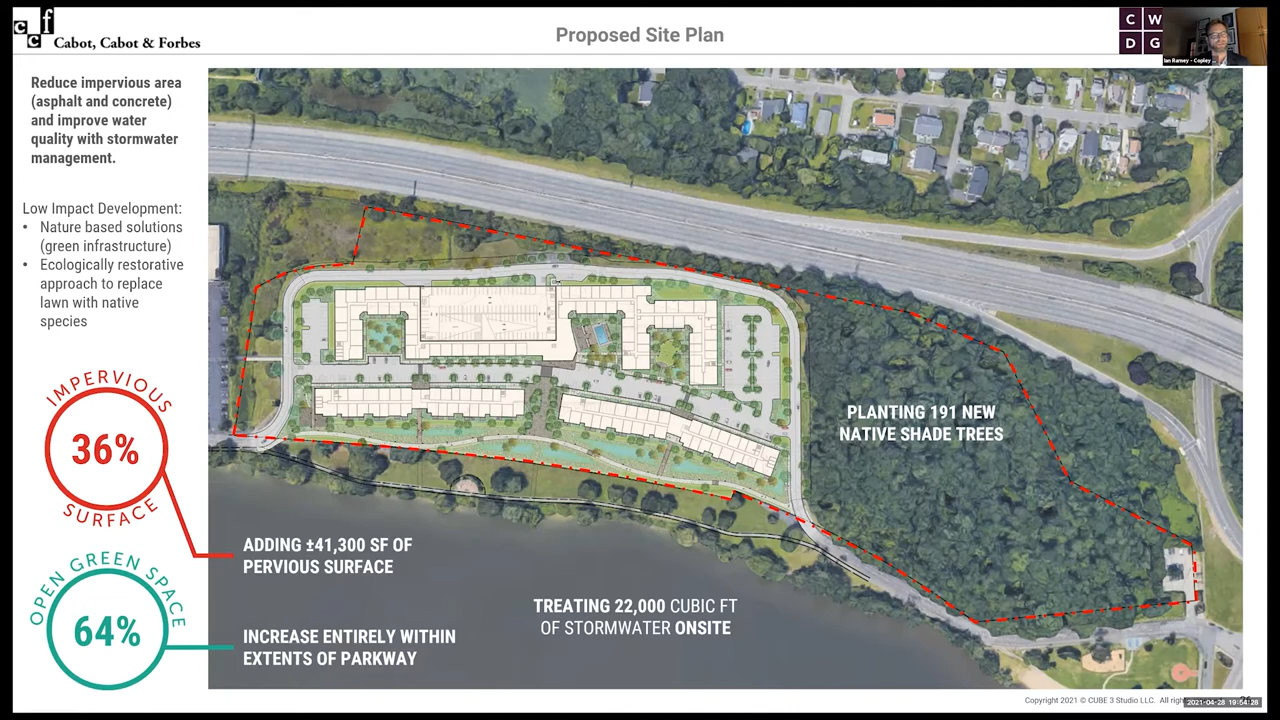 c c f c
Cabot, Cabot & Forbes
Proposed Site Plan
C W
D G
Ian Ramey - Copley
Reduce impervious area
(asphalt and concrete)
and improve water
quality with stormwater
management.
Low Impact Development:
• Nature based solutions
(green infrastructure)
• Ecologically restorative
approach to replace
lawn with native
species
IMPERVIOUS
36%
SURFACE
OPEN GREEN SPACE
64%
PLANTING 191 NEW
NATIVE SHADE TREES
ADDING ±41,300 SF OF
PERVIOUS SURFACE
TREATING 22,000 CUBIC FT
OF STORMWATER ONSITE
INCREASE ENTIRELY WITHIN
EXTENTS OF PARKWAY
Copyright 2021 © CUBE 3 Studio LLC. All
2021-04-28 19:54:28